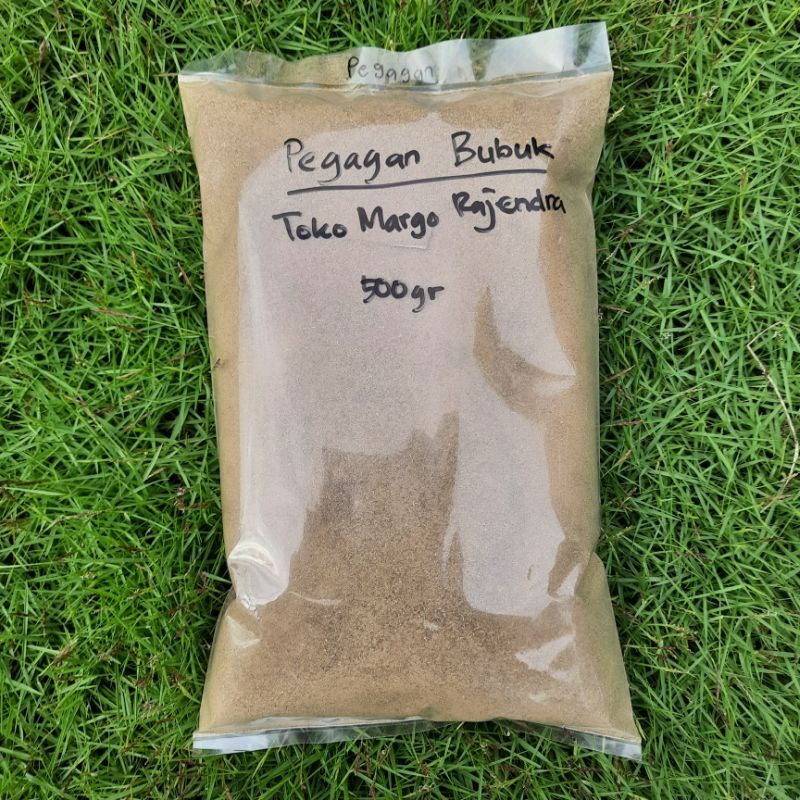 Pegagan
Pegagan Bubuk
Toko Margo Rajendra
500gr